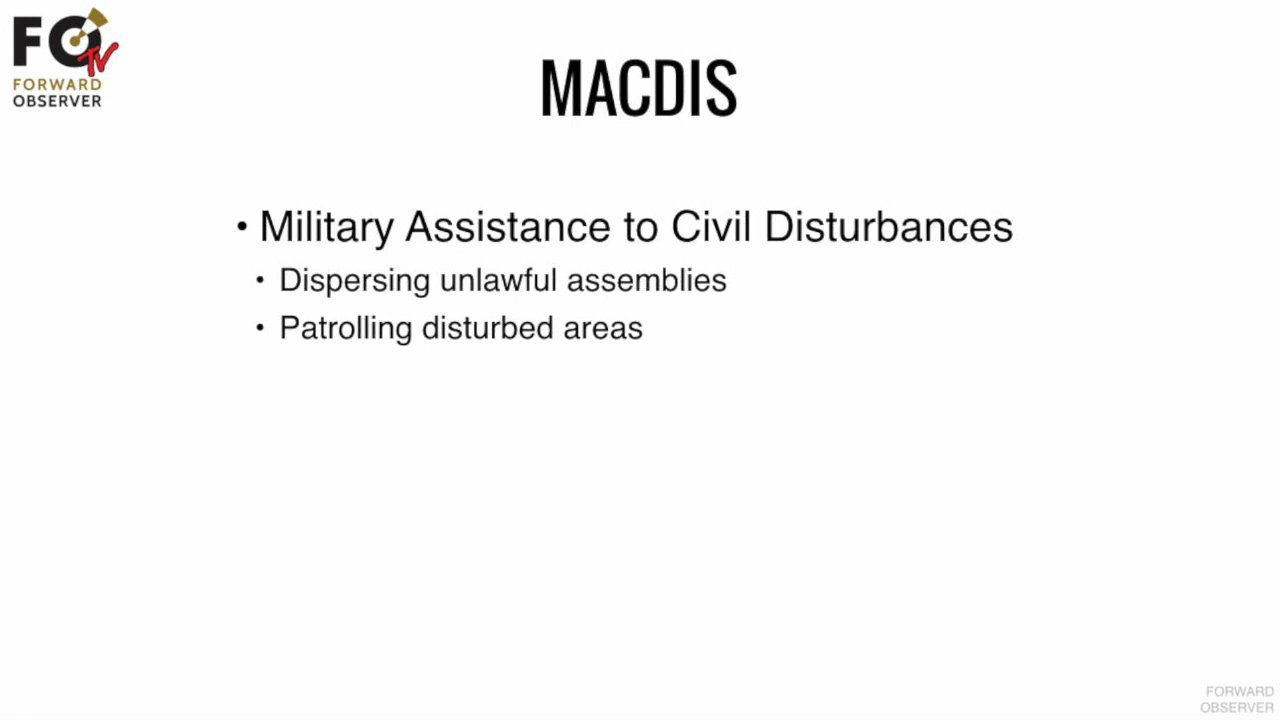 FO TV
FORWARD
OBSERVER
MACDIS
• Military Assistance to Civil Disturbances
• Dispersing unlawful assemblies
• Patrolling disturbed areas
FORWARD
OBSERVER